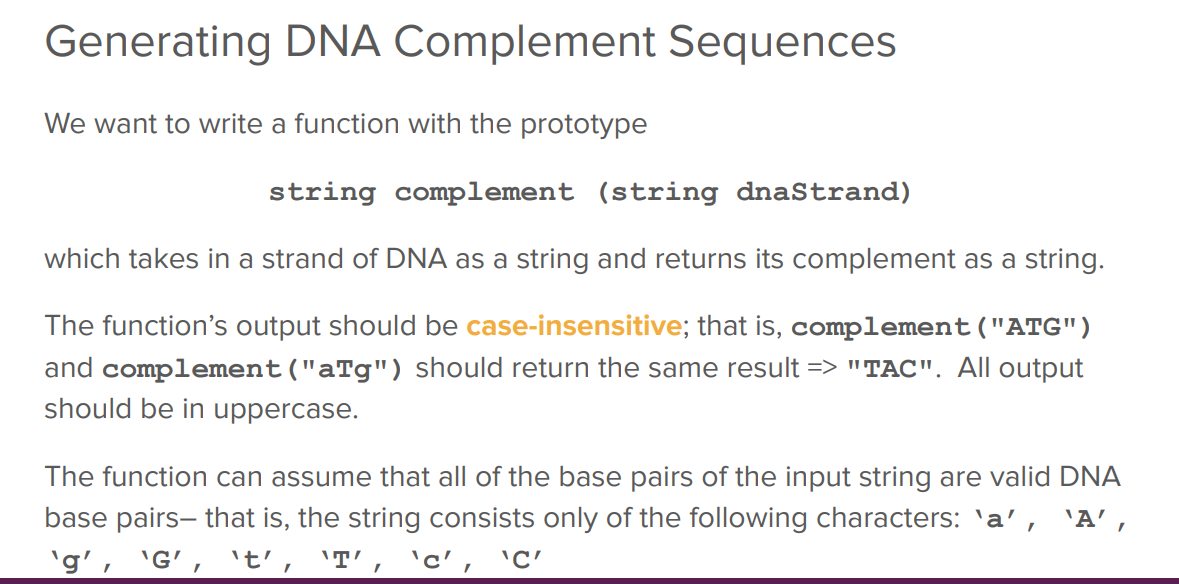 Generating DNA Complement Sequences
We want to write a function with the prototype
string complement (string dnaStrand)
which takes in a strand of DNA as a string and returns its complement as a string.
The function’s output should be case-insensitive; that is, complement("ATG")
and complement("aTg") should return the same result => "TAC".  All output
should be in uppercase.
The function can assume that all of the base pairs of the input string are valid DNA
base pairs– that is, the string consists only of the following characters: ‘a’, ‘A’,
‘g’, ‘G’, ‘t’, ‘T’, ‘c’, ‘C’